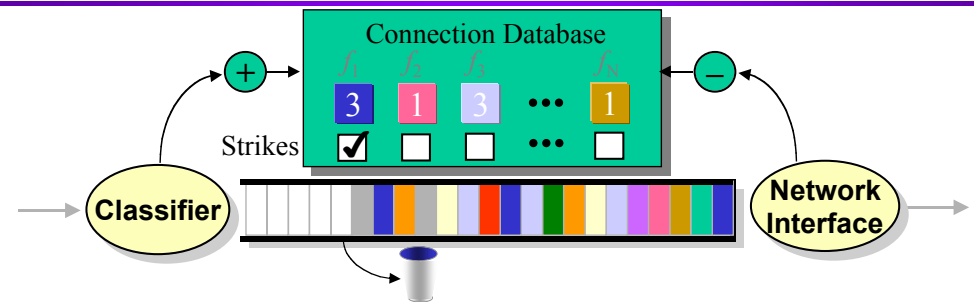 Connection Database
f1 f2 f3 fN
+ 3 1 3 ••• 1 −
Strikes ✓ •••
Classifier
Network
Interface